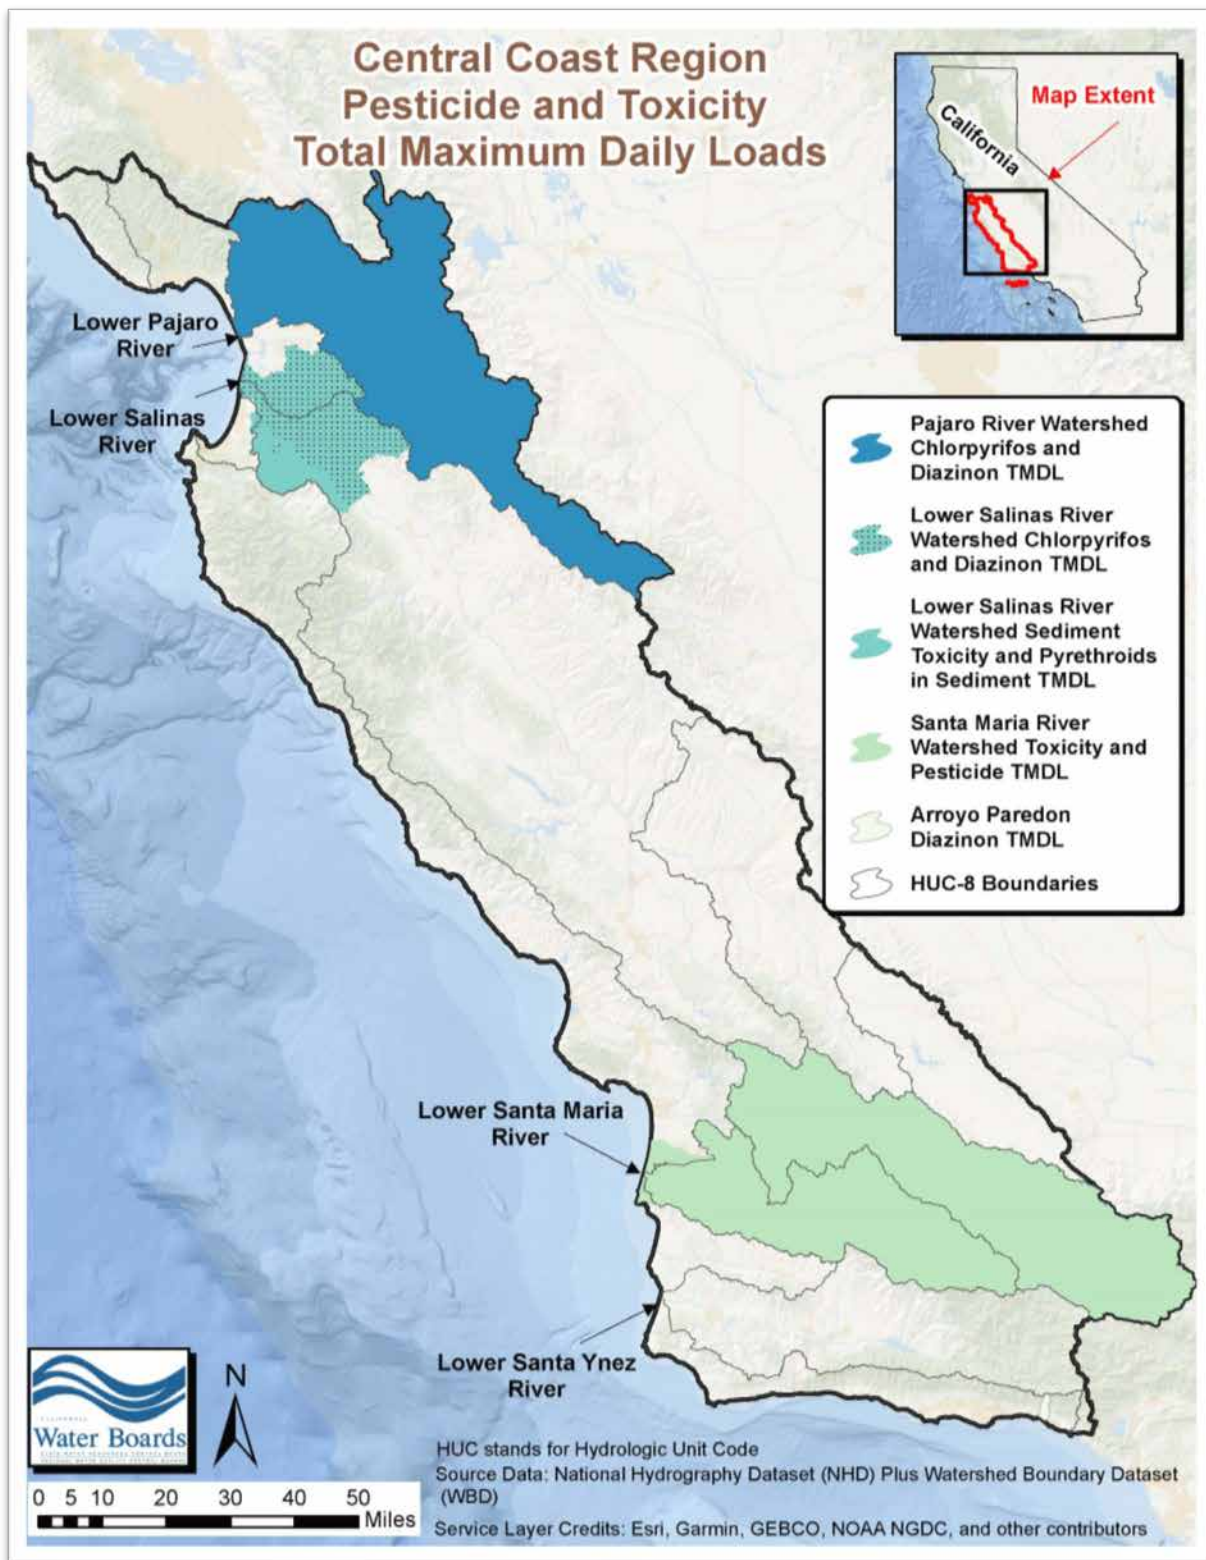 Central Coast Region
Pesticide and Toxicity
Total Maximum Daily Loads
Map Extent
California
Lower Pajaro
River
Lower Salinas
River
Pajaro River Watershed
Chlorpyrifos and
Diazinon TMDL
Lower Salinas River
Watershed Chlorpyrifos
and Diazinon TMDL
Lower Salinas River
Watershed Sediment
Toxicity and Pyrethroids
in Sediment TMDL
Santa Maria River
Watershed Toxicity and
Pesticide TMDL
Arroyo Paredon
Diazinon TMDL
HUC-8 Boundaries
Lower Santa Maria
River
Lower Santa Ynez
River
CALIFORNIA
Water Boards
N
0 5 10 20 30 40 50
Miles
HUC stands for Hydrologic Unit Code
Source Data: National Hydrography Dataset (NHD) Plus Watershed Boundary Dataset
(WBD)
Service Layer Credits: Esri, Garmin, GEBCO, NOAA NGDC, and other contributors